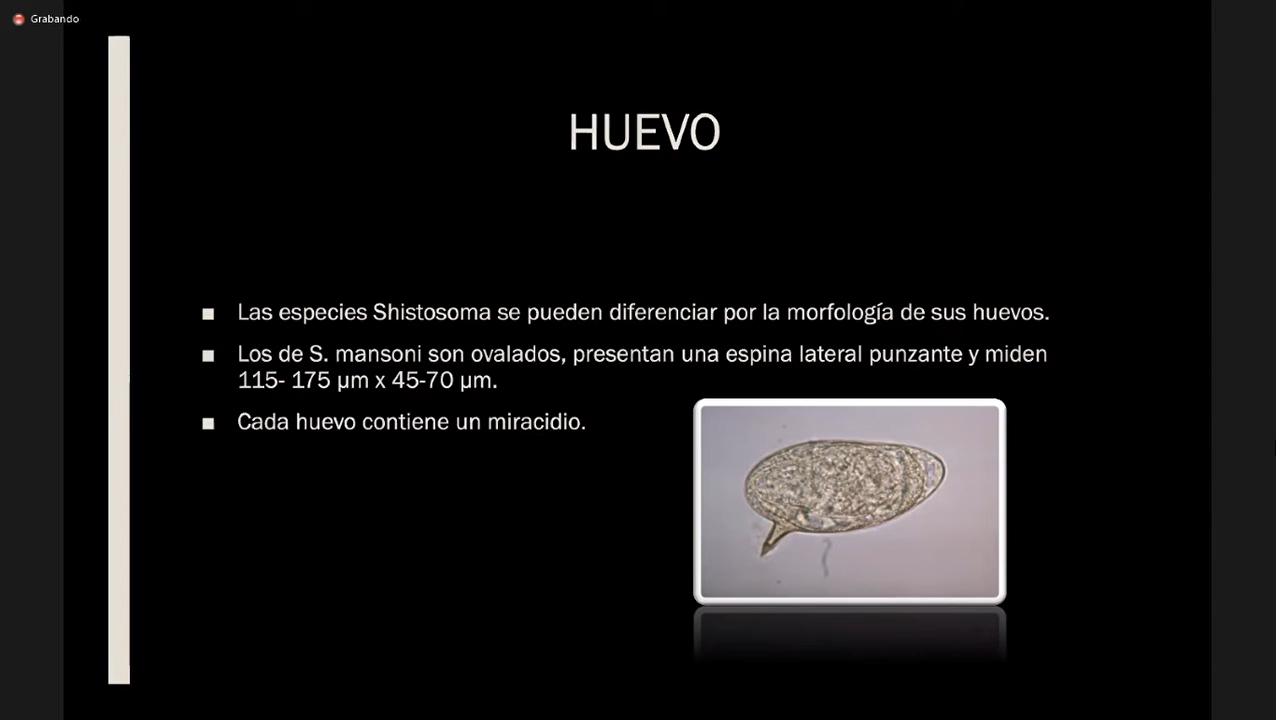 Grabando
HUEVO
▪ Las especies Shistosoma se pueden diferenciar por la morfología de sus huevos.
▪ Los de S. mansoni son ovalados, presentan una espina lateral punzante y miden
115- 175 µm x 45-70 µm.
▪ Cada huevo contiene un miracidio.